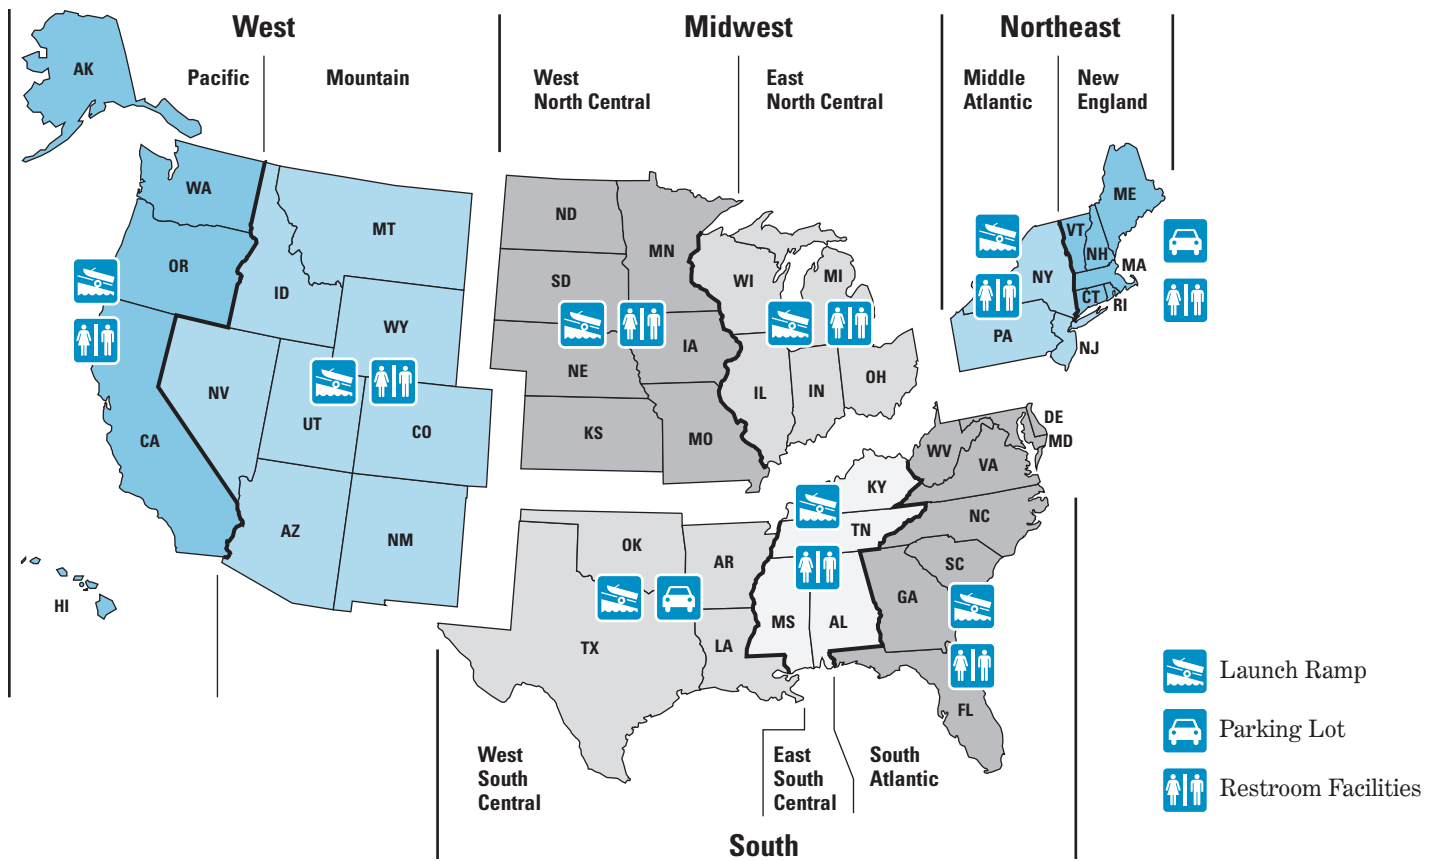 West
Midwest
Northeast
Pacific
Mountain
West
North Central
East
North Central
Middle
Atlantic
New
England
AK
WA
MT
OR
ID
WY
NV
UT
CO
CA
AZ
NM
HI
ND
MN
SD
NE
IA
KS
MO
WI
MI
IL
IN
OH
ME
VT
NH
MA
NY
CT
RI
PA
NJ
DE
MD
WV
VA
KY
NC
TN
SC
OK
AR
GA
TX
LA
MS
AL
FL
West
South
Central
East
South
Central
South
Atlantic
South
Launch Ramp
Parking Lot
Restroom Facilities